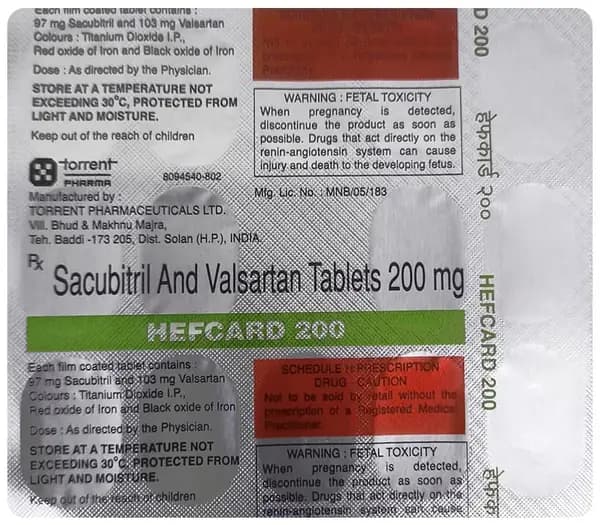 Each film coated tablet contains :
97 mg Sacubitril and 103 mg Valsartan
Colours : Titanium Dioxide I.P.,
Red oxide of Iron and Black oxide of Iron
Dose : As directed by the Physician.
STORE AT A TEMPERATURE NOT
EXCEEDING 30°C, PROTECTED FROM
LIGHT AND MOISTURE.
Keep out of the reach of children
torrent
PHARMA
8094540-802
Manufactured by :
TORRENT PHARMACEUTICALS LTD.
Vill. Bhud & Makhnu Majra,
Teh. Baddi -173 205, Dist. Solan (H.P.), INDIA.
WARNING : FETAL TOXICITY
When pregnancy is detected,
discontinue the product as soon as
possible. Drugs that act directly on the
renin-angiotensin system can cause
injury and death to the developing fetus.
Mfg. Lic. No. : MNB/05/183
Rx
Sacubitril And Valsartan Tablets 200 mg
HEFCARD 200
Each film coated tablet contains :
97 mg Sacubitril and 103 mg Valsartan
Colours : Titanium Dioxide I.P.,
Red oxide of Iron and Black oxide of Iron
Dose : As directed by the Physician.
STORE AT A TEMPERATURE NOT
EXCEEDING 30°C, PROTECTED FROM
LIGHT AND MOISTURE.
Keep out of the reach of children
SCHEDULE H PRESCRIPTION
DRUG - CAUTION
Not to be sold by retail without the
prescription of a Registered Medical
Practitioner.
WARNING : FETAL TOXICITY
When pregnancy is detected,
discontinue the product as soon as
possible. Drugs that act directly on the
renin-angiotensin system can cause
RD 200
हेफकार्ड २००
HEFCARD 200
हेफक